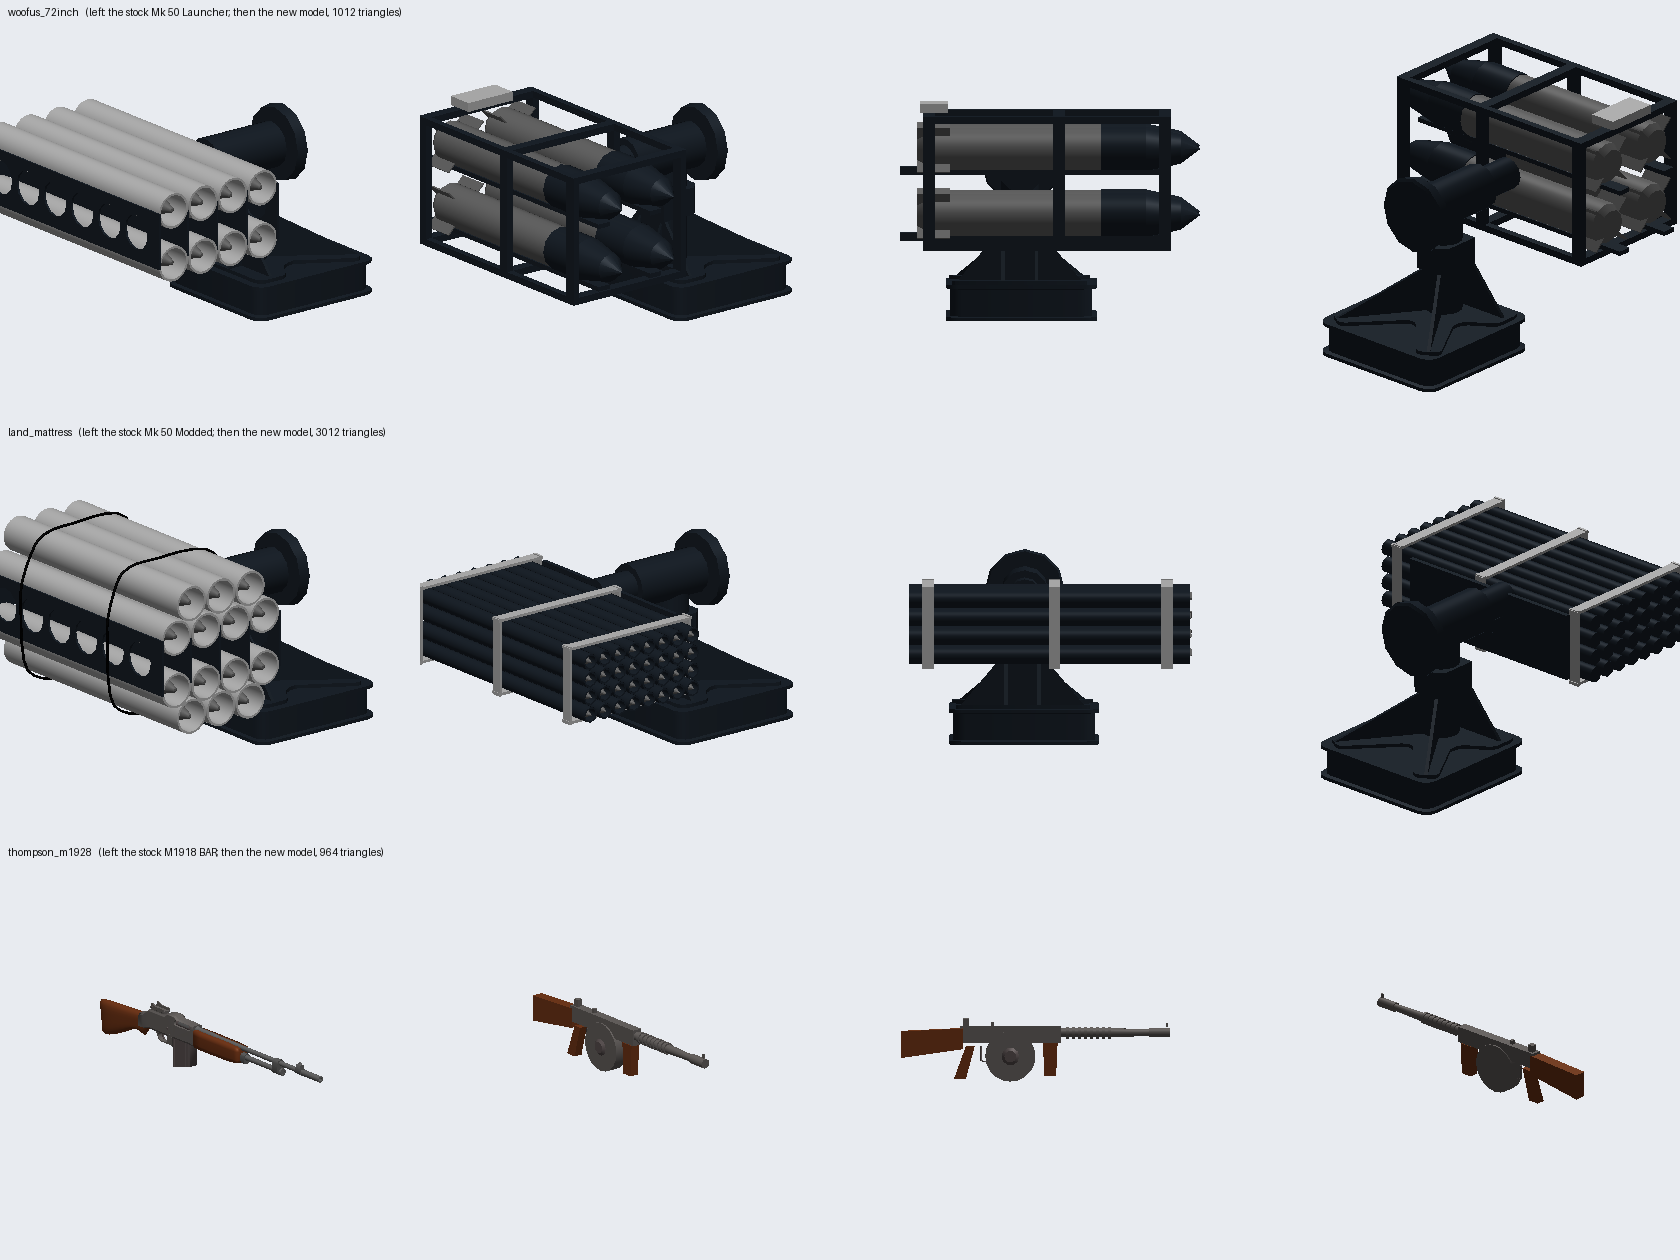 woofus_72inch (left: the stock Mk 50 Launcher; then the new model, 1012 triangles)
land_mattress (left: the stock Mk 50 Modded; then the new model, 3012 triangles)
thompson_m1928 (left: the stock M1918 BAR; then the new model, 964 triangles)